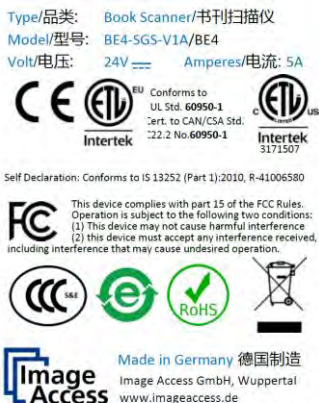 Type/品类: Book Scanner/书刊扫描仪
Model/型号: BE4-SGS-V1A/BE4
Volt/电压: 24V Amperes/电流: 5A
CE
ETL EU
Intertek
Conforms to
UL Std. 60950-1
ert. to CAN/CSA Std.
22.2 No.60950-1
C ETL US
LISTED
Intertek
3171507
Self Declaration: Conforms to IS 13252 (Part 1):2010, R-41006580
FC
This device complies with part 15 of the FCC Rules.
Operation is subject to the following two conditions:
(1) This device may not cause harmful interference
(2) this device must accept any interference received,
including interference that may cause undesired operation.
CCC S&E
e
RoHS
Made in Germany 德国制造
Image
Access
Image Access GmbH, Wuppertal
www.imageaccess.de